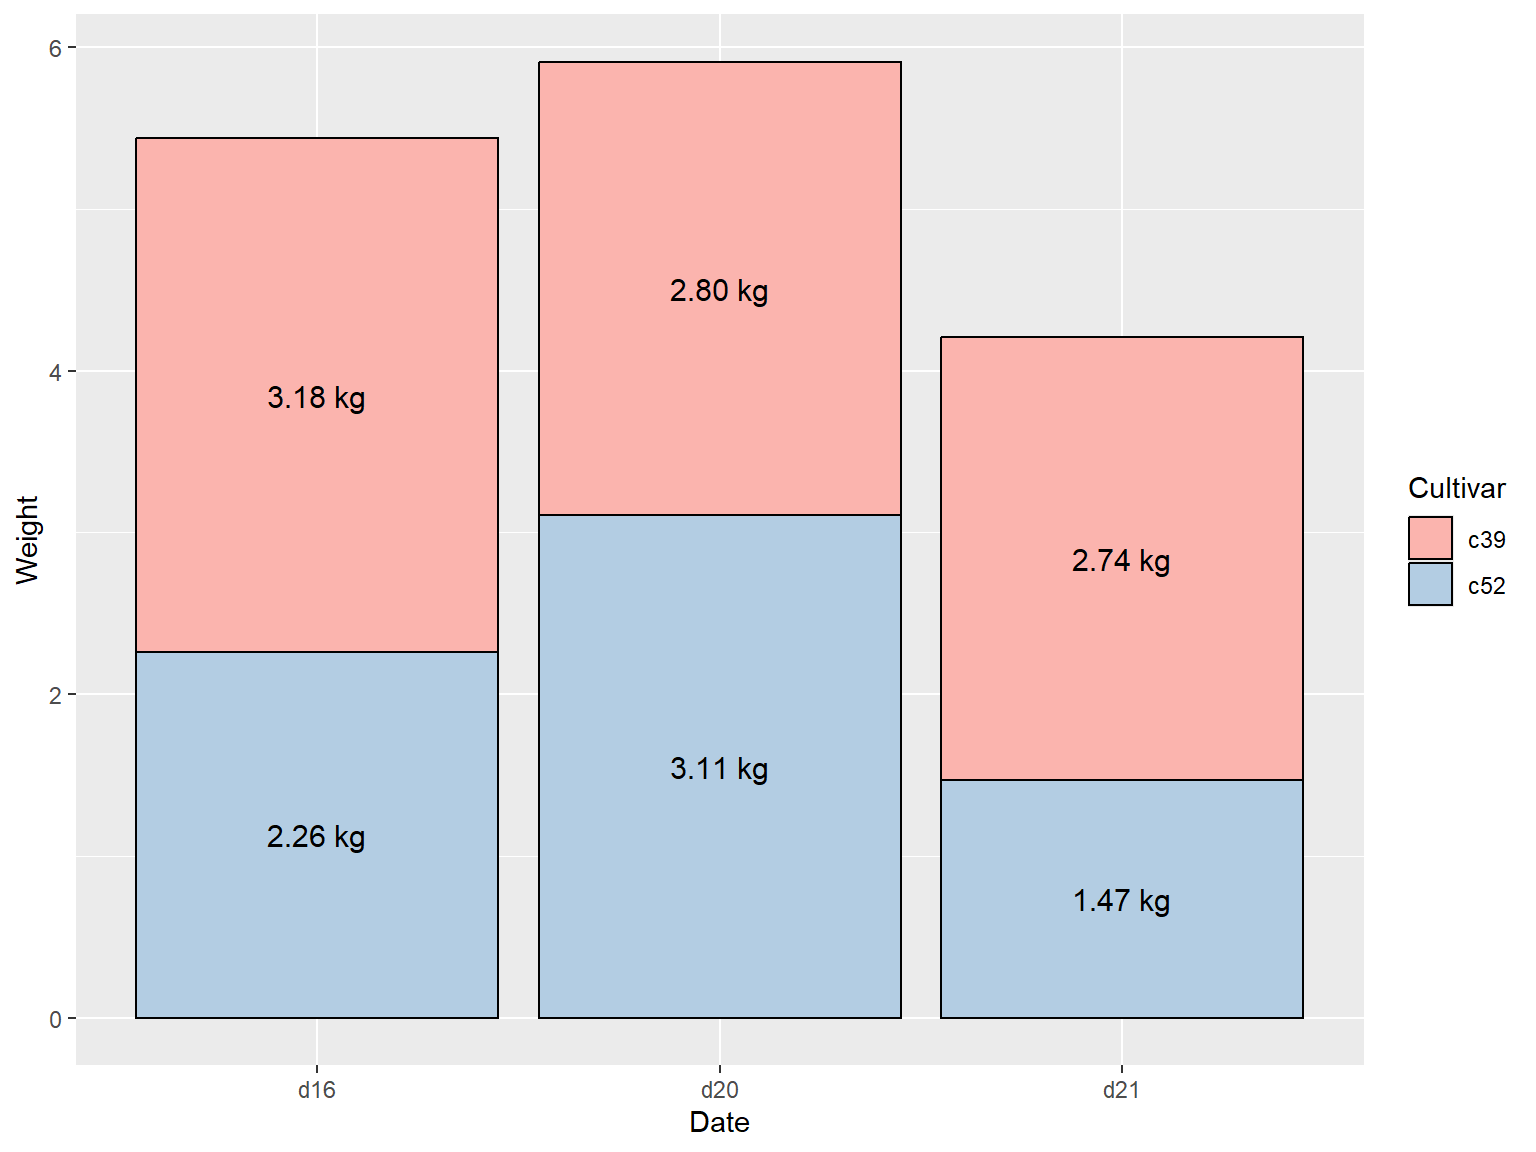 6
4
2
0
Weight
3.18 kg
2.80 kg
2.74 kg
2.26 kg
3.11 kg
1.47 kg
d16
d20
d21
Date
Cultivar
c39
c52